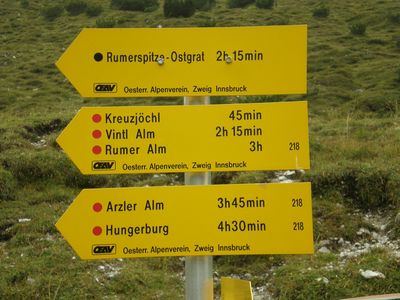 Rumerspitze-Ostgrat 2h 15min
OEAV Oesterr. Alpenverein, Zweig Innsbruck
Kreuzjöchl 45min
Vintl Alm 2h 15min
Rumer Alm 3h 218
OEAV Oesterr. Alpenverein, Zweig Innsbruck
Arzler Alm 3h45min 218
Hungerburg 4h30min 218
OEAV Oesterr. Alpenverein, Zweig Innsbruck